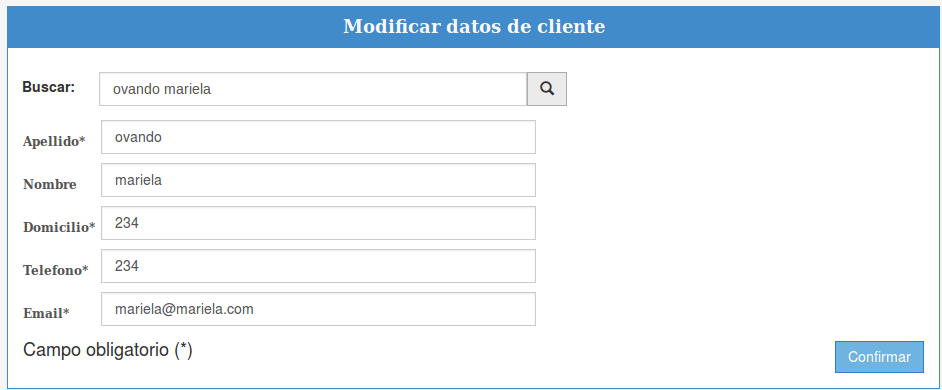 Modificar datos de cliente
Buscar: ovando mariela
Apellido* ovando
Nombre mariela
Domicilio* 234
Telefono* 234
Email* mariela@mariela.com
Campo obligatorio (*)
Confirmar